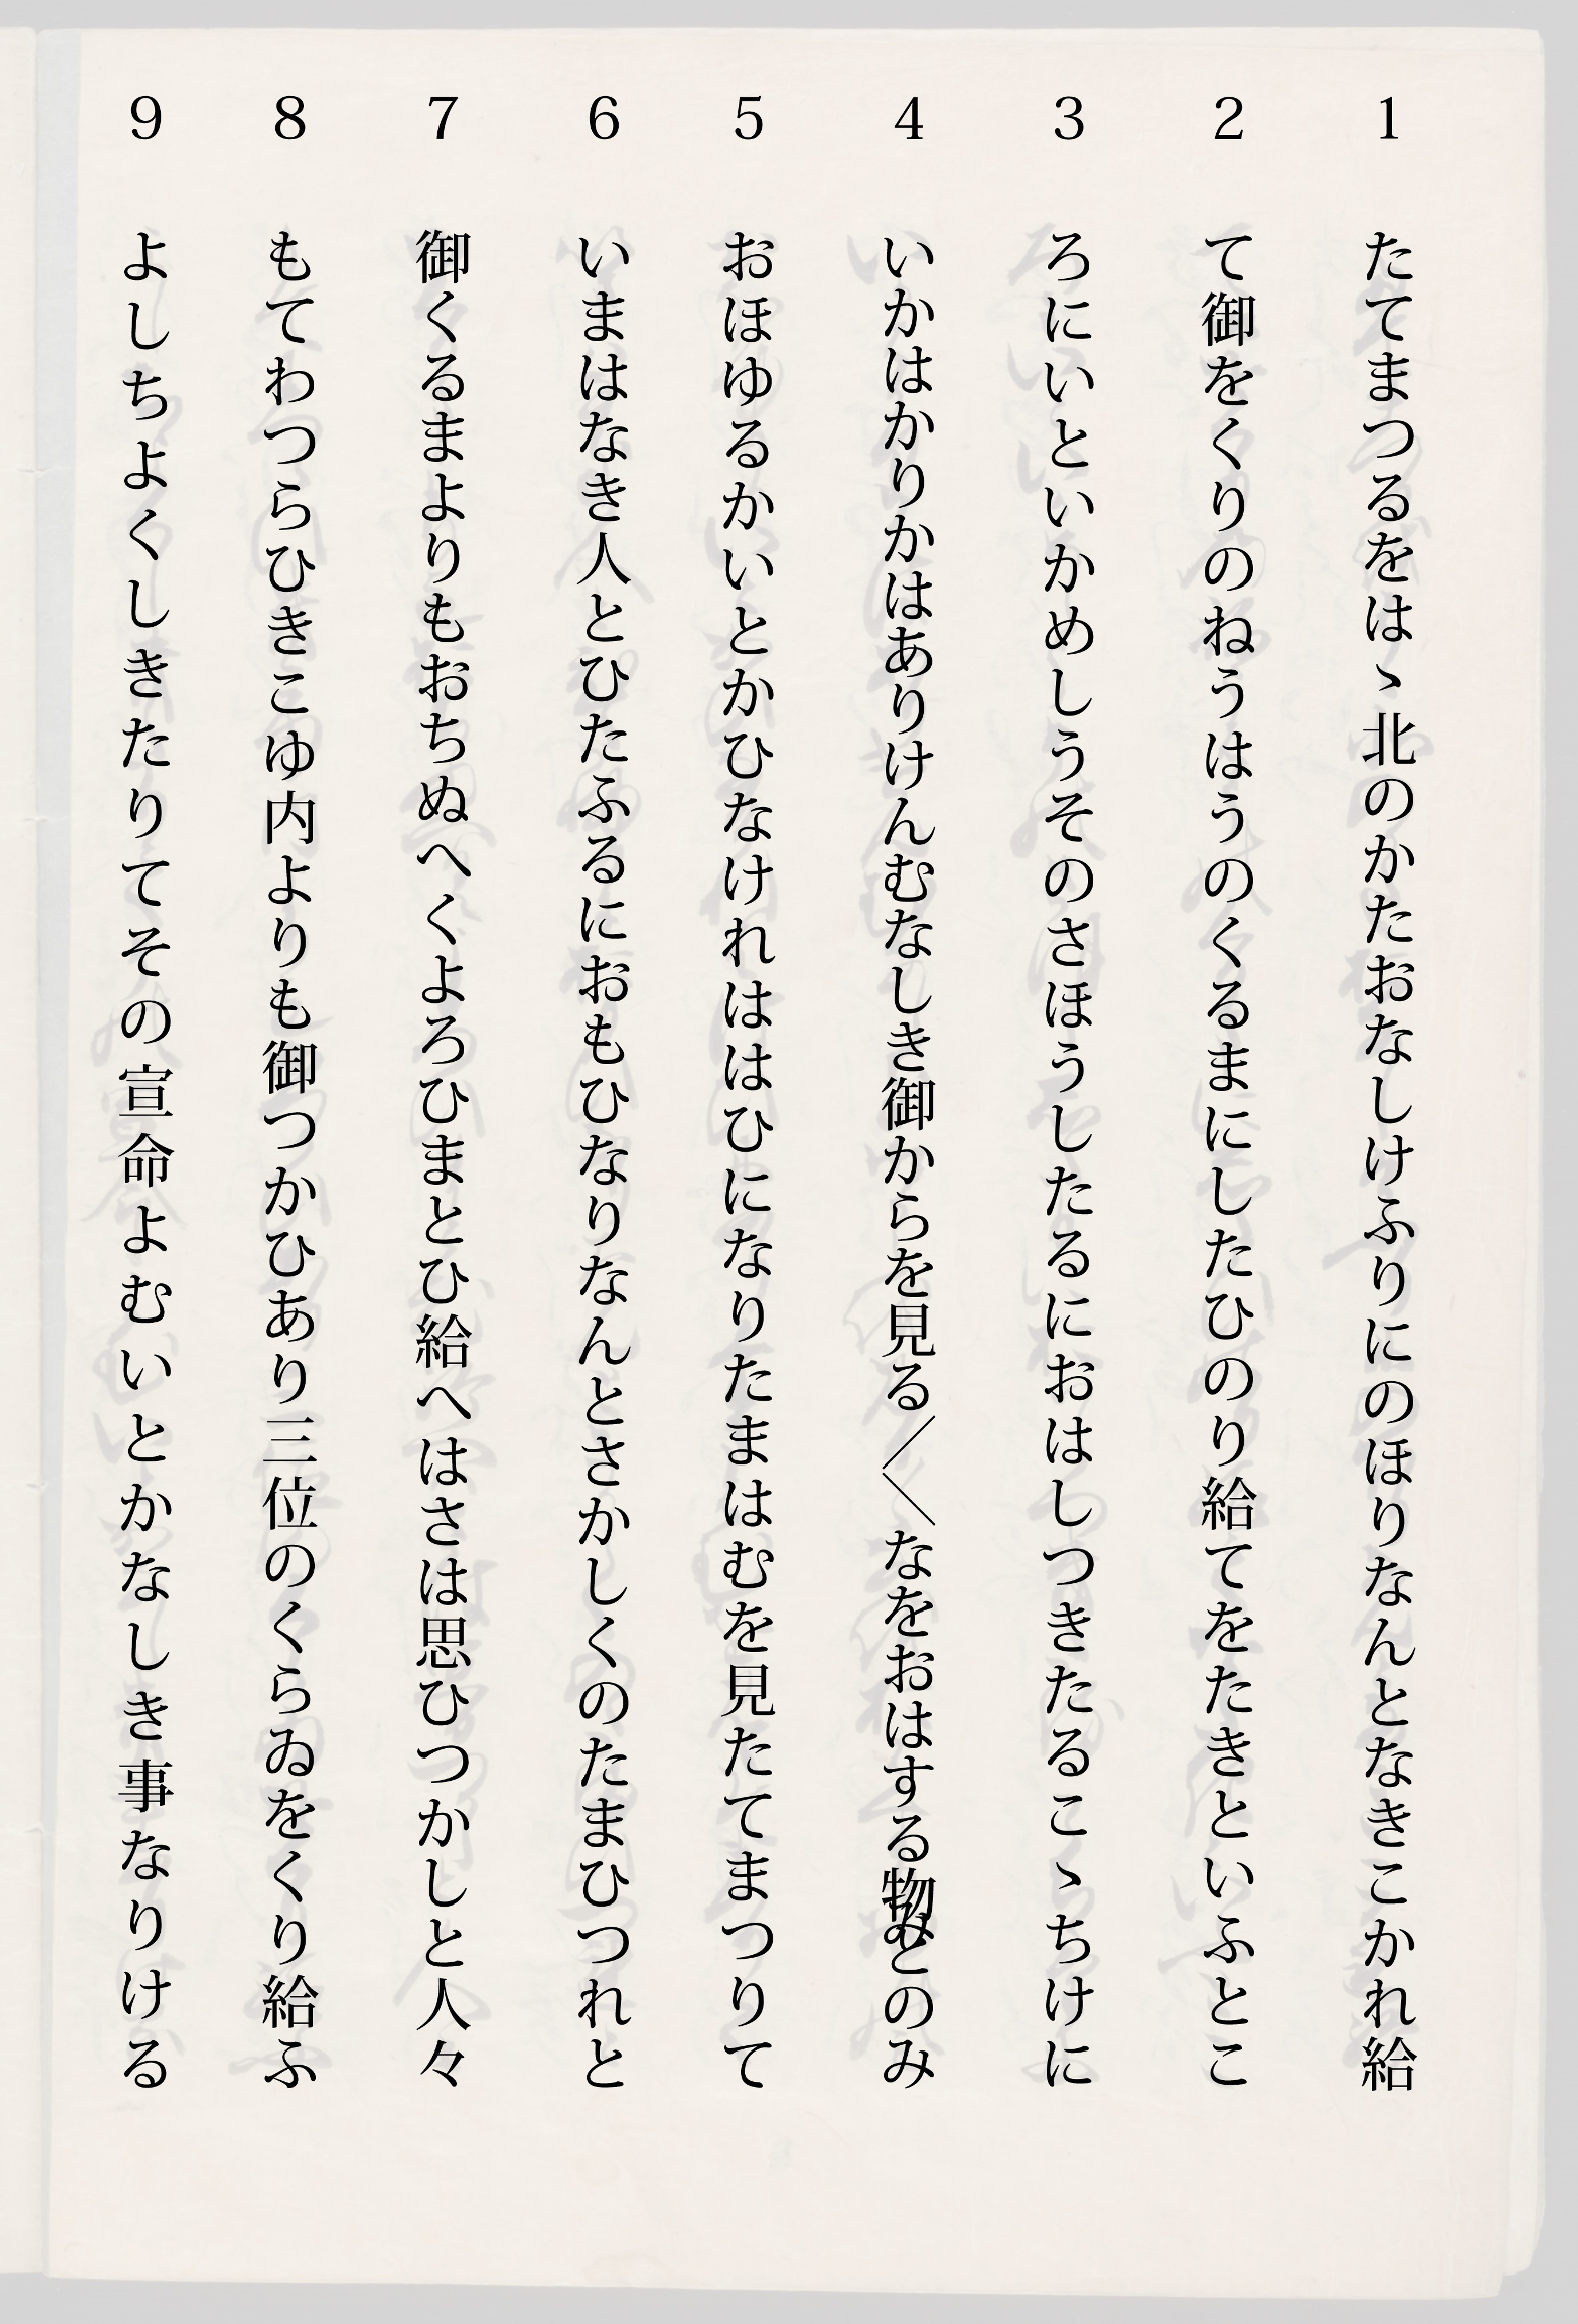 1 たてまつるをはゝ北のかたおなしけふりにのほりなんとなきこかれ給
2 て御をくりのねうはうのくるまにしたひのり給てをたきといふとこ
3 ろにいといかめしうそのさほうしたるにおはしつきたるこゝちけに
4 いかはかりかはありけんむなしき御からを見る〱なをおはする物とのみ
5 おほゆるかいとかひなけれははひになりたまはむを見たてまつりて
6 いまはなき人とひたふるにおもひなりなんとさかしくのたまひつれと
7 御くるまよりもおちぬへくよろひまとひ給へはさは思ひつかしと人々
8 もてわつらひきこゆ内よりも御つかひあり三位のくらゐをくり給ふ
9 よしちよくしきたりてその宣命よむいとかなしき事なりける